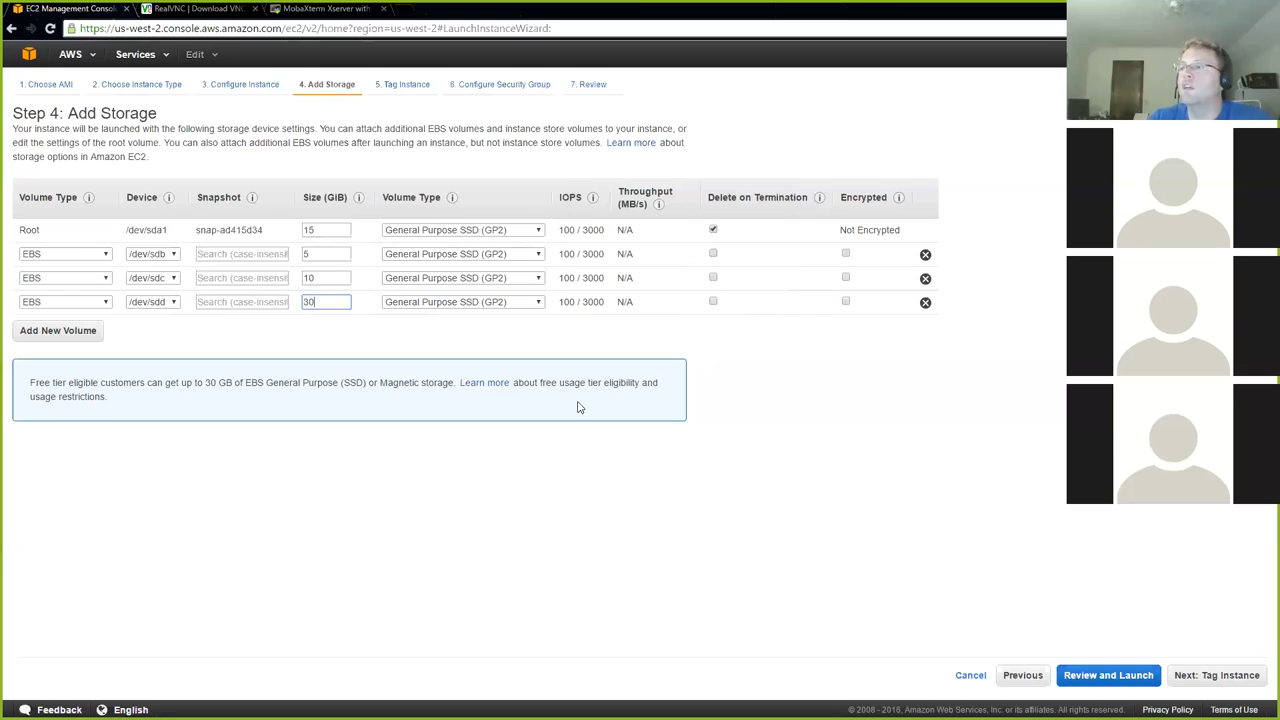 EC2 Management Conso
RealVNC | Download VNC
MobaXterm Xserver with
https://us-west-2.console.aws.amazon.com/ec2/v2/home?region=us-west-2#LaunchInstanceWizard:
AWS Services Edit
1. Choose AMI 2. Choose Instance Type 3. Configure Instance 4. Add Storage 5. Tag Instance 6. Configure Security Group 7. Review
Step 4: Add Storage
Your instance will be launched with the following storage device settings. You can attach additional EBS volumes and instance store volumes to your instance, or
edit the settings of the root volume. You can also attach additional EBS volumes after launching an instance, but not instance store volumes. Learn more about
storage options in Amazon EC2.
Volume Type Device Snapshot Size (GiB) Volume Type IOPS Throughput (MB/s) Delete on Termination Encrypted
Root /dev/sda1 snap-ad415d34 15 General Purpose SSD (GP2) 100 / 3000 N/A Not Encrypted
EBS /dev/sdb Search (case-insensit 5 General Purpose SSD (GP2) 100 / 3000 N/A
EBS /dev/sdc Search (case-insensit 10 General Purpose SSD (GP2) 100 / 3000 N/A
EBS /dev/sdd Search (case-insensit 30 General Purpose SSD (GP2) 100 / 3000 N/A
Add New Volume
Free tier eligible customers can get up to 30 GB of EBS General Purpose (SSD) or Magnetic storage. Learn more about free usage tier eligibility and
usage restrictions.
Cancel Previous Review and Launch Next: Tag Instance
Feedback English © 2008 - 2016, Amazon Web Services, Inc. or its affiliates. All rights reserved. Privacy Policy Terms of Use